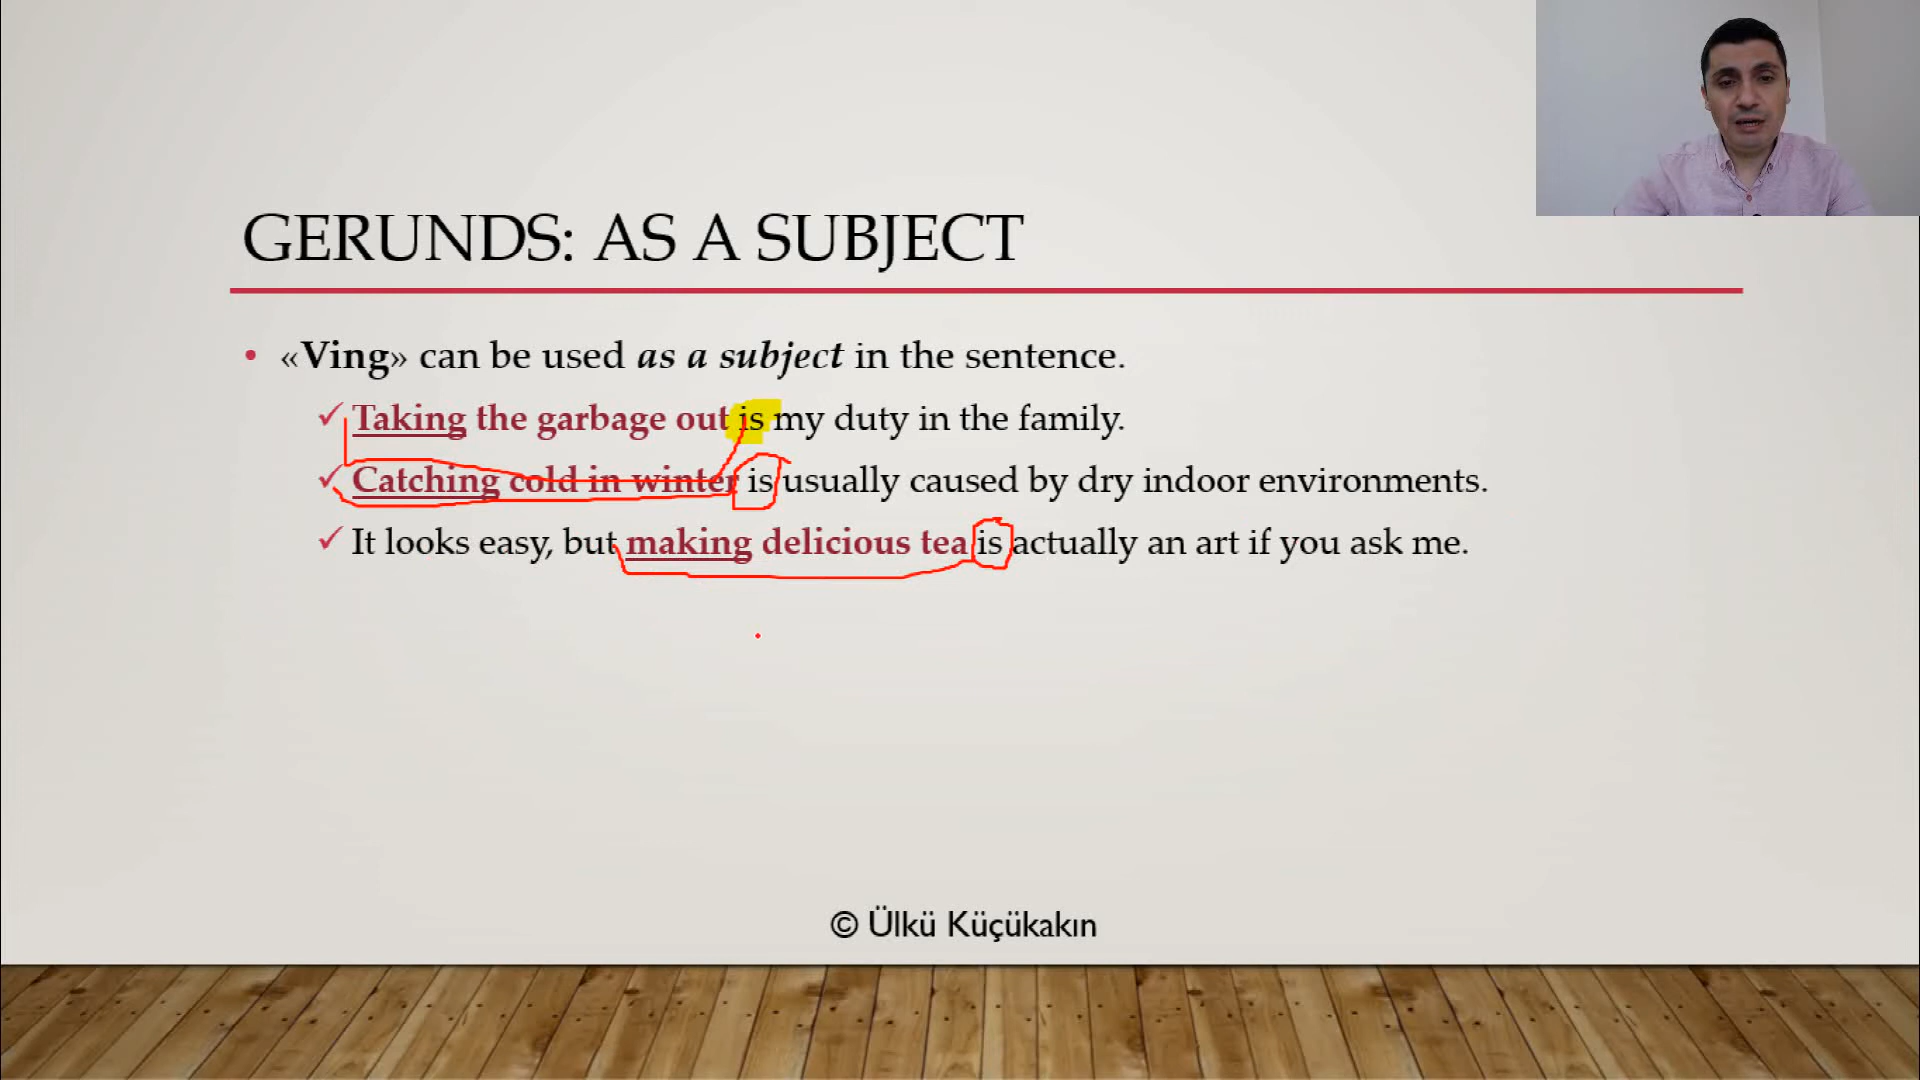 GERUNDS: AS A SUBJECT
• «Ving» can be used as a subject in the sentence.
✓ Taking the garbage out is my duty in the family.
✓ Catching cold in winter is usually caused by dry indoor environments.
✓ It looks easy, but making delicious tea is actually an art if you ask me.
© Ülkü Küçükakın